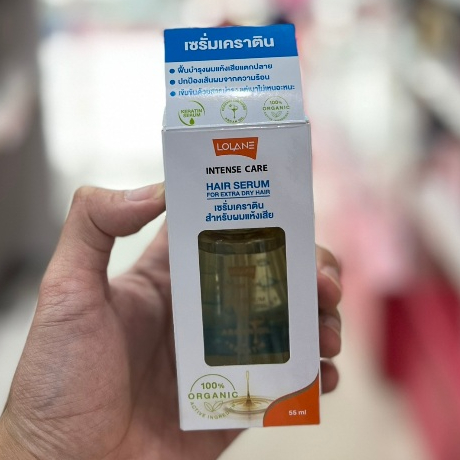 เซรั่มเคราติน
• ฟื้นบำรุงผมแห้งเสียแตกปลาย
• ปกป้องเส้นผมจากความร้อน
KERATIN
SERUM
100%
ORGANIC
LOLANE
INTENSE CARE
HAIR SERUM
FOR EXTRA DRY HAIR
เซรั่มเคราติน
สำหรับผมแห้งเสีย
100%
ORGANIC
55 ml